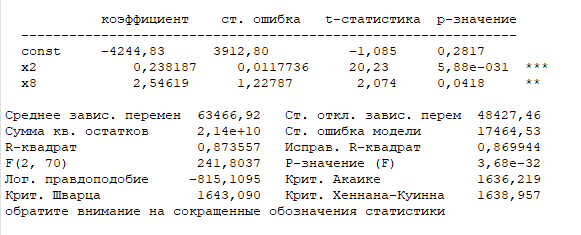 коэффициент ст. ошибка t-статистика p-значение
---------------------------------------------------------------
const −4244,83 3912,80 −1,085 0,2817
x2 0,238187 0,0117736 20,23 5,88e-031 ***
x8 2,54619 1,22787 2,074 0,0418 **
Среднее завис. перемен 63466,92 Ст. откл. завис. перем 48427,46
Сумма кв. остатков 2,14e+10 Ст. ошибка модели 17464,53
R-квадрат 0,873557 Исправ. R-квадрат 0,869944
F(2, 70) 241,8037 Р-значение (F) 3,68e-32
Лог. правдоподобие −815,1095 Крит. Акаике 1636,219
Крит. Шварца 1643,090 Крит. Хеннана-Куинна 1638,957
обратите внимание на сокращенные обозначения статистики